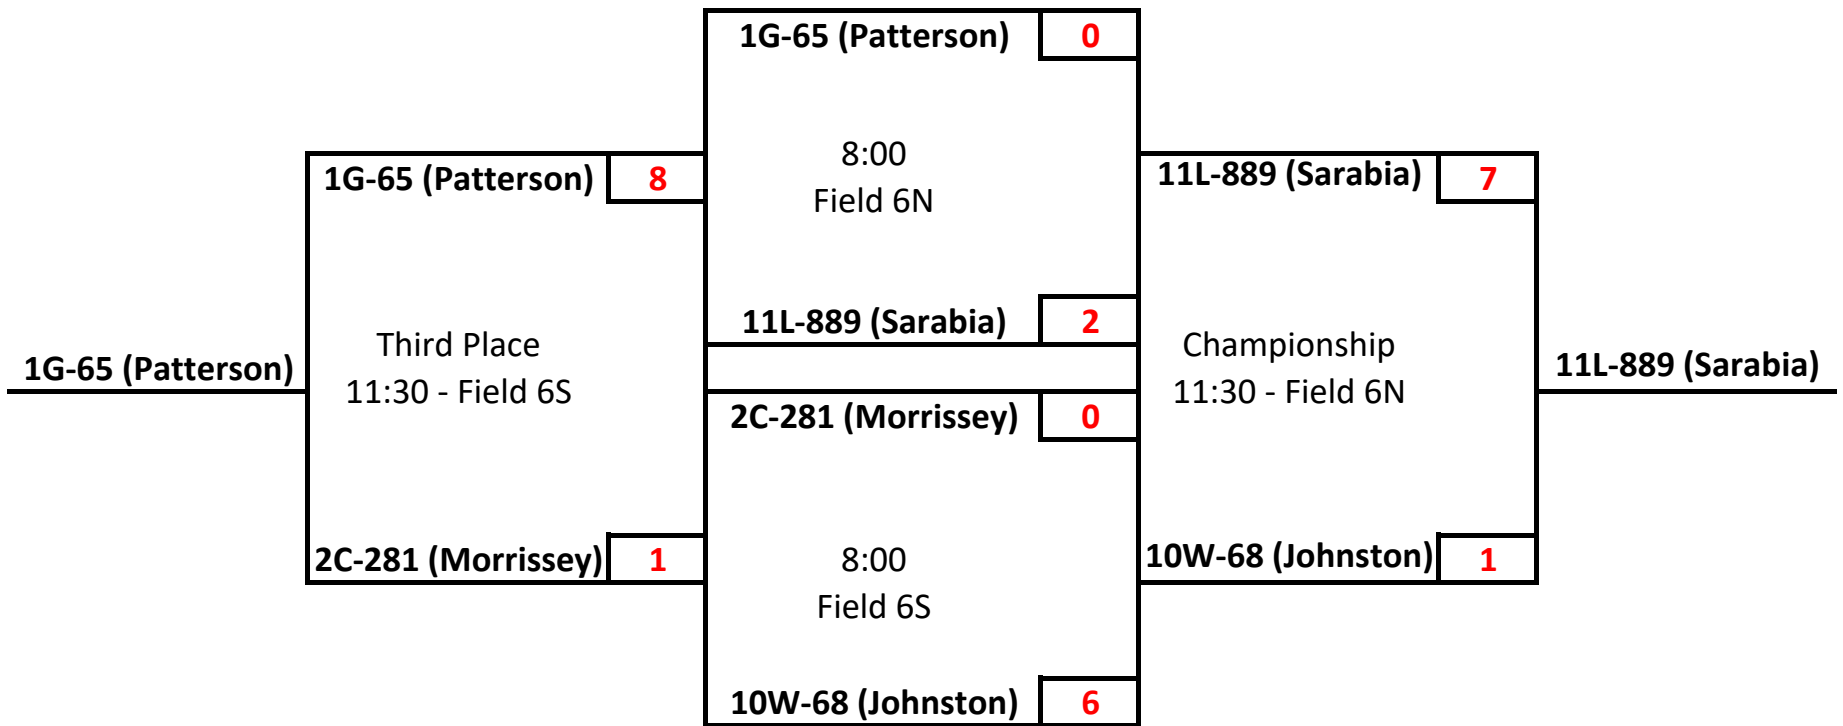 1G-65 (Patterson) 0
8:00
Field 6N
11L-889 (Sarabia) 2
2C-281 (Morrissey) 0
8:00
Field 6S
10W-68 (Johnston) 6
1G-65 (Patterson) 8
Third Place
11:30 - Field 6S
2C-281 (Morrissey) 1
1G-65 (Patterson)
11L-889 (Sarabia) 7
Championship
11:30 - Field 6N
10W-68 (Johnston) 1
11L-889 (Sarabia)